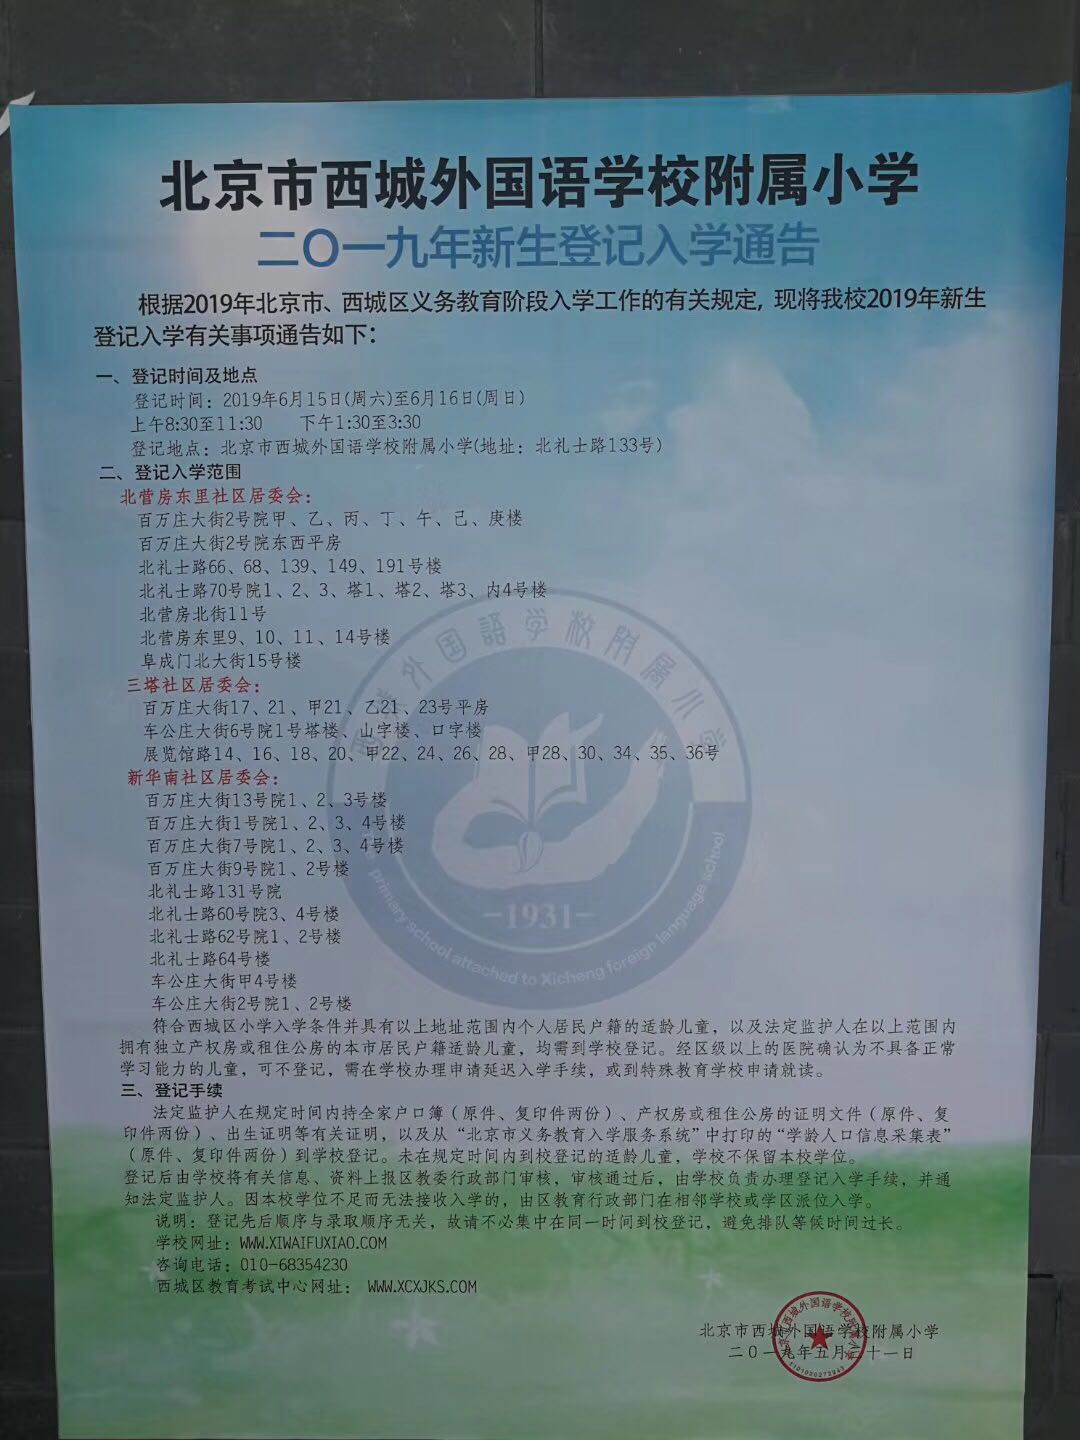 北京市西城外国语学校附属小学
二〇一九年新生登记入学通告
根据2019年北京市、西城区义务教育阶段入学工作的有关规定, 现将我校2019年新生
登记入学有关事项通告如下：
一、登记时间及地点
登记时间：2019年6月15日(周六)至6月16日(周日)
上午8:30至11:30 下午1:30至3:30
登记地点：北京市西城外国语学校附属小学(地址：北礼士路133号)
二、登记入学范围
北营房东里社区居委会：
百万庄大街2号院甲、乙、丙、丁、午、己、庚楼
百万庄大街2号院东西平房
北礼士路66、68、139、149、191号楼
北礼士路70号院1、2、3、塔1、塔2、塔3、内4号楼
北营房北街11号
北营房东里9、10、11、14号楼
阜成门北大街15号楼
三塔社区居委会：
百万庄大街17、21、甲21、乙21、23号平房
车公庄大街6号院1号塔楼、山字楼、口字楼
展览馆路14、16、18、20、甲22、24、26、28、甲28、30、34、35、36号
新华南社区居委会：
百万庄大街13号院1、2、3号楼
百万庄大街1号院1、2、3、4号楼
百万庄大街7号院1、2、3、4号楼
百万庄大街9号院1、2号楼
北礼士路131号院
北礼士路60号院3、4号楼
北礼士路62号院1、2号楼
北礼士路64号楼
车公庄大街甲4号楼
车公庄大街2号院1、2号楼
符合西城区小学入学条件并具有以上地址范围内个人居民户籍的适龄儿童，以及法定监护人在以上范围内
拥有独立产权房或租住公房的本市居民户籍适龄儿童，均需到学校登记。经区级以上的医院确认为不具备正常
学习能力的儿童，可不登记，需在学校办理申请延迟入学手续，或到特殊教育学校申请就读。
三、登记手续
法定监护人在规定时间内持全家户口簿（原件、复印件两份）、产权房或租住公房的证明文件（原件、复
印件两份）、出生证明等有关证明，以及从“北京市义务教育入学服务系统”中打印的“学龄人口信息采集表”
（原件、复印件两份）到学校登记。未在规定时间内到校登记的适龄儿童，学校不保留本校学位。
登记后由学校将有关信息、资料上报区教委行政部门审核，审核通过后，由学校负责办理登记入学手续，并通
知法定监护人。因本校学位不足而无法接收入学的，由区教育行政部门在相邻学校或学区派位入学。
说明：登记先后顺序与录取顺序无关，故请不必集中在同一时间到校登记，避免排队等候时间过长。
学校网址：WWW.XIWAIFUXIAO.COM
咨询电话：010-68354230
西城区教育考试中心网址： WWW.XCXJKS.COM
北京市西城外国语学校附属小学
二〇一九年五月二十一日
外国語学校附属小学
The primary school attached to Xicheng foreign language school
-1931-